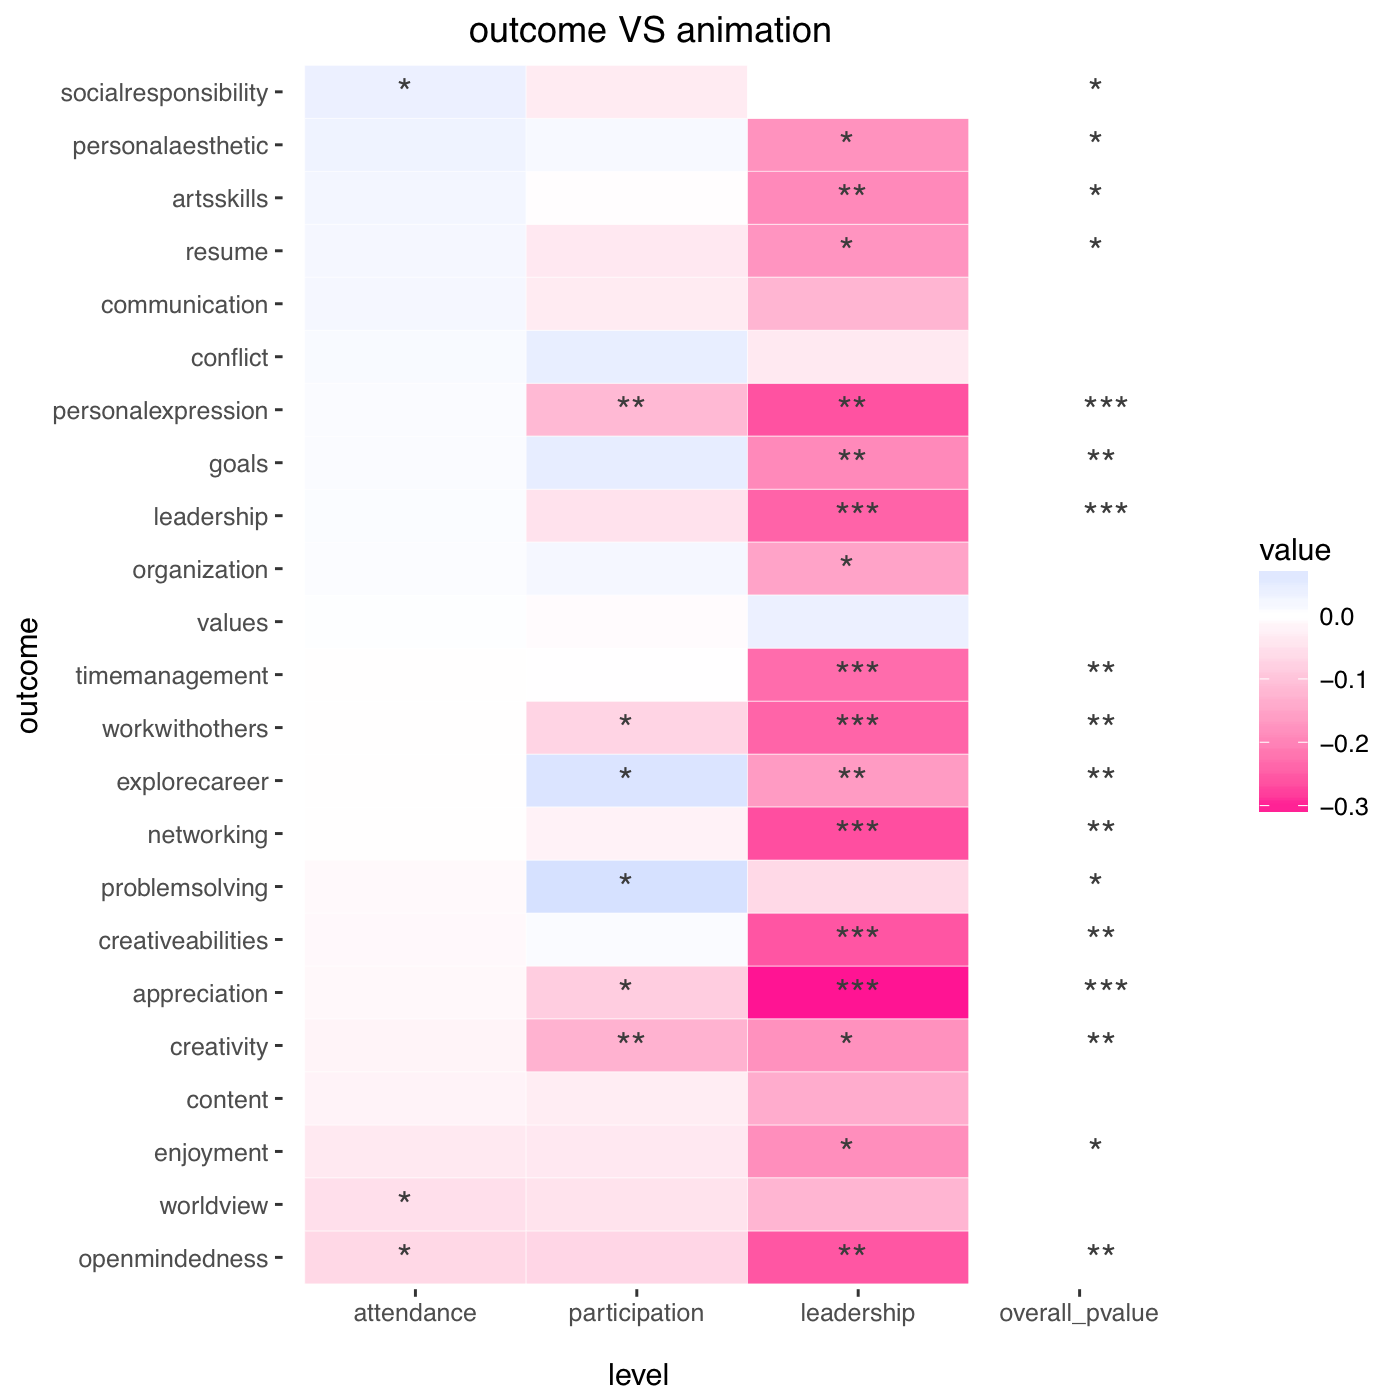 outcome VS animation
outcome
socialresponsibility * *
personalaesthetic * *
artsskills ** *
resume * *
communication
conflict
personalexpression ** ** ***
goals ** **
leadership *** ***
organization *
values
timemanagement *** **
workwithothers * *** **
explorecareer * ** **
networking *** **
problemsolving * *
creativeabilities *** **
appreciation * *** ***
creativity ** * **
content
enjoyment * *
worldview *
openmindedness * ** **
attendance participation leadership overall_pvalue
level
value
0.0
−0.1
−0.2
−0.3